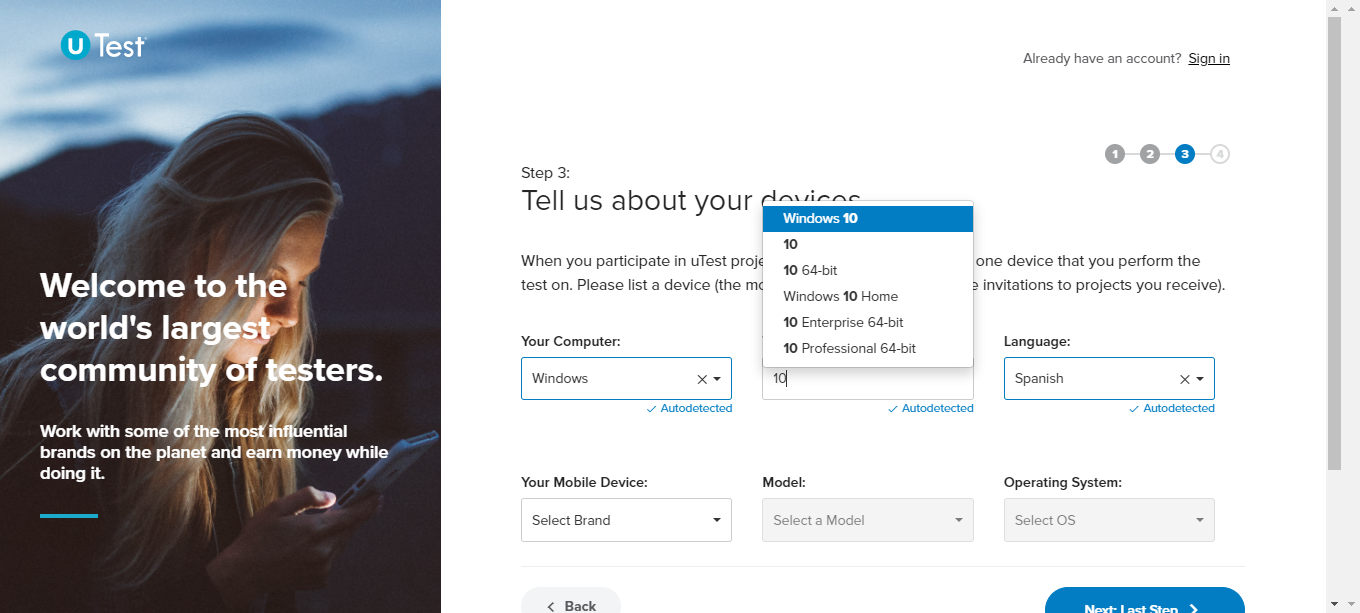 uTest
Already have an account? Sign in
1 2 3 4
Step 3:
Tell us about your devices
Windows 10
10
10 64-bit
Windows 10 Home
10 Enterprise 64-bit
10 Professional 64-bit
When you participate in uTest proje one device that you perform the
test on. Please list a device (the mo e invitations to projects you receive).
Welcome to the
world's largest
community of testers.
Work with some of the most influential
brands on the planet and earn money while
doing it.
Your Computer:
Language:
Windows
10
Spanish
Autodetected
Autodetected
Autodetected
Your Mobile Device:
Model:
Operating System:
Select Brand
Select a Model
Select OS
Back
Next: Last Step